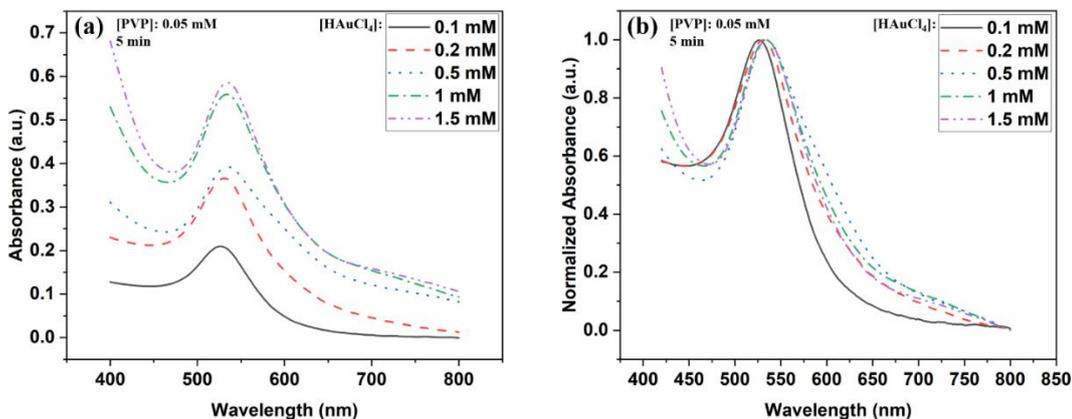 (a)
[PVP]: 0.05 mM
5 min
[HAuCl4]:
0.1 mM
0.2 mM
0.5 mM
1 mM
1.5 mM
Absorbance (a.u.)
0.7
0.6
0.5
0.4
0.3
0.2
0.1
0.0
400 500 600 700 800
Wavelength (nm)
(b)
[PVP]: 0.05 mM
5 min
[HAuCl4]:
0.1 mM
0.2 mM
0.5 mM
1 mM
1.5 mM
Normalized Absorbance (a.u.)
1.0
0.8
0.6
0.4
0.2
0.0
400 450 500 550 600 650 700 750 800 850
Wavelength (nm)